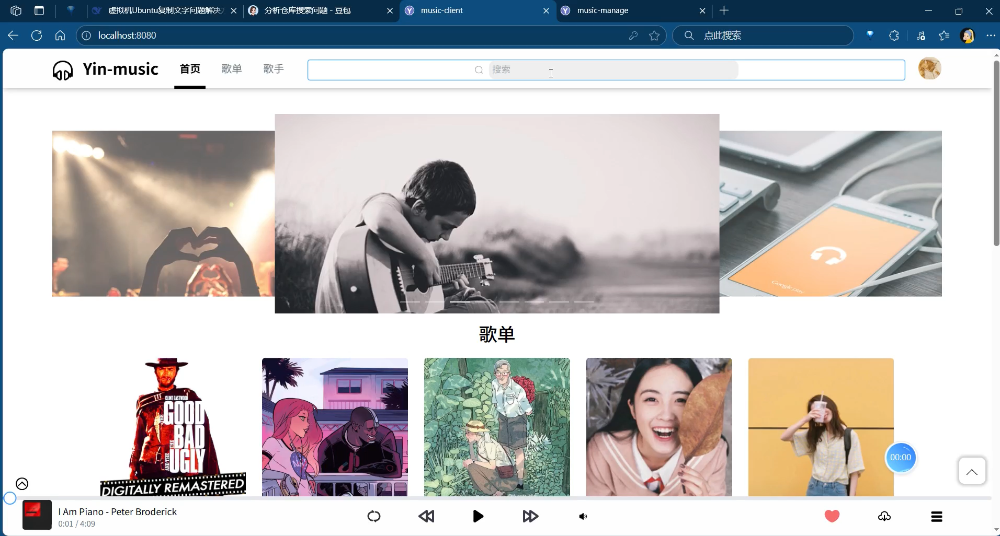 虚拟机Ubuntu复制文字问题解决
分析仓库搜索问题 - 豆包
music-client
music-manage
localhost:8080
点此搜索
Yin-music
首页
歌单
歌手
搜索
Google play
歌单
CLINT EASTWOOD
THE GOOD
THE BAD
AND THE UGLY
DIGITALLY REMASTERED
00:00
I Am Piano - Peter Broderick
0:01 / 4:09